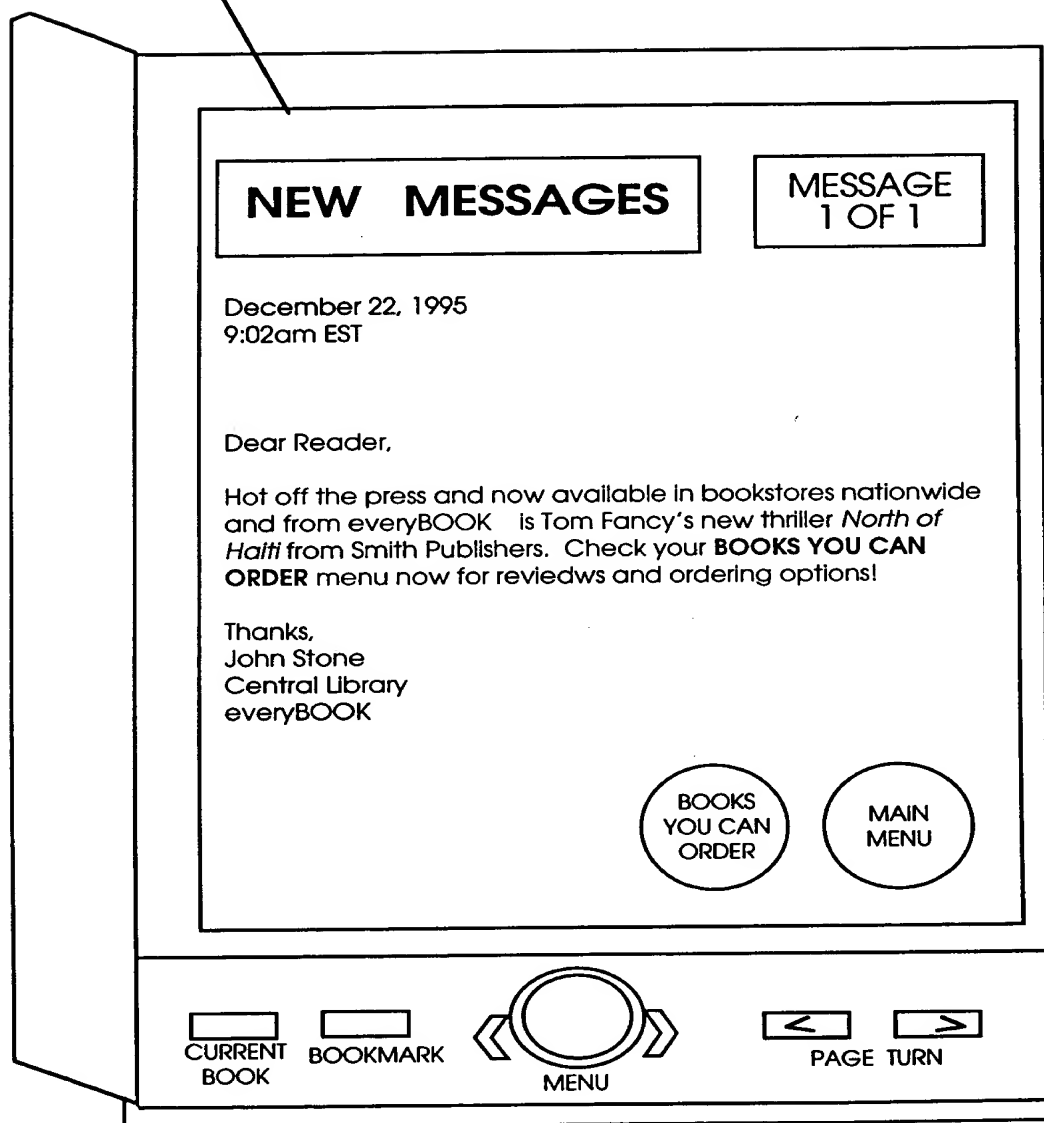 NEW MESSAGES
MESSAGE
1 OF 1
December 22, 1995
9:02am EST
Dear Reader,
Hot off the press and now available in bookstores nationwide
and from everyBOOK is Tom Fancy's new thriller North of
Haiti from Smith Publishers. Check your BOOKS YOU CAN
ORDER menu now for reviedws and ordering options!
Thanks,
John Stone
Central Library
everyBOOK
BOOKS
YOU CAN
ORDER
MAIN
MENU
CURRENT
BOOK
BOOKMARK
MENU
< >
PAGE TURN